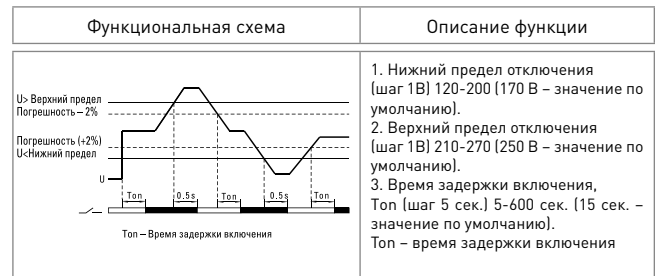 Функциональная схема
Описание функции
U> Верхний предел
Погрешность – 2%
Погрешность (+2%)
U<Нижний предел
U
Ton
0.5s
Ton
0.5s
Ton
Ton – Время задержки включения
1. Нижний предел отключения
(шаг 1В) 120-200 (170 В – значение по
умолчанию).
2. Верхний предел отключения
(шаг 1В) 210-270 (250 В – значение по
умолчанию).
3. Время задержки включения,
Ton (шаг 5 сек.) 5-600 сек. (15 сек. –
значение по умолчанию).
Ton – время задержки включения